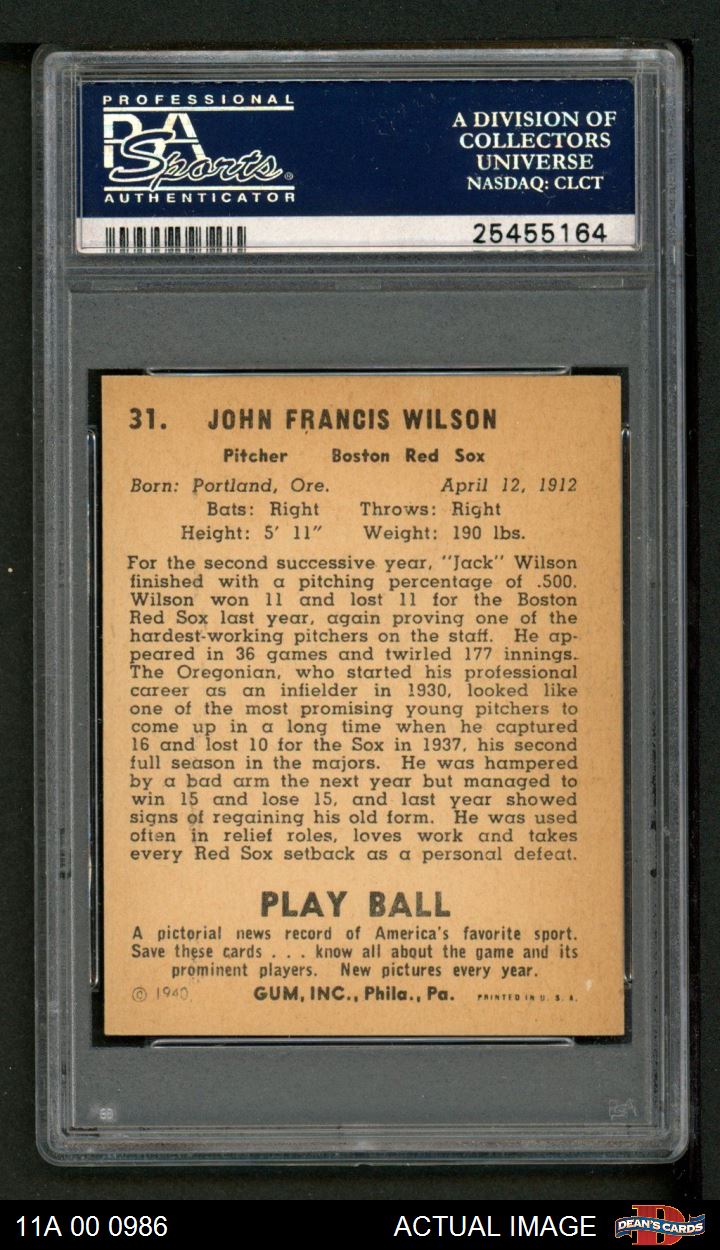 PROFESSIONAL
PSA
Sports®
AUTHENTICATOR
A DIVISION OF
COLLECTORS
UNIVERSE
NASDAQ: CLCT
25455164
31. JOHN FRANCIS WILSON
Pitcher Boston Red Sox
Born: Portland, Ore. April 12, 1912
Bats: Right Throws: Right
Height: 5' 11" Weight: 190 lbs.
For the second successive year, "Jack" Wilson
finished with a pitching percentage of .500.
Wilson won 11 and lost 11 for the Boston
Red Sox last year, again proving one of the
hardest-working pitchers on the staff. He ap-
peared in 36 games and twirled 177 innings.
The Oregonian, who started his professional
career as an infielder in 1930, looked like
one of the most promising young pitchers to
come up in a long time when he captured
16 and lost 10 for the Sox in 1937, his second
full season in the majors. He was hampered
by a bad arm the next year but managed to
win 15 and lose 15, and last year showed
signs of regaining his old form. He was used
often in relief roles, loves work and takes
every Red Sox setback as a personal defeat.
PLAY BALL
A pictorial news record of America's favorite sport.
Save these cards . . . know all about the game and its
prominent players. New pictures every year.
© 1940 GUM, INC., Phila., Pa. PRINTED IN U. S. A.
PSA
11A 00 0986 ACTUAL IMAGE DEAN'S CARDS